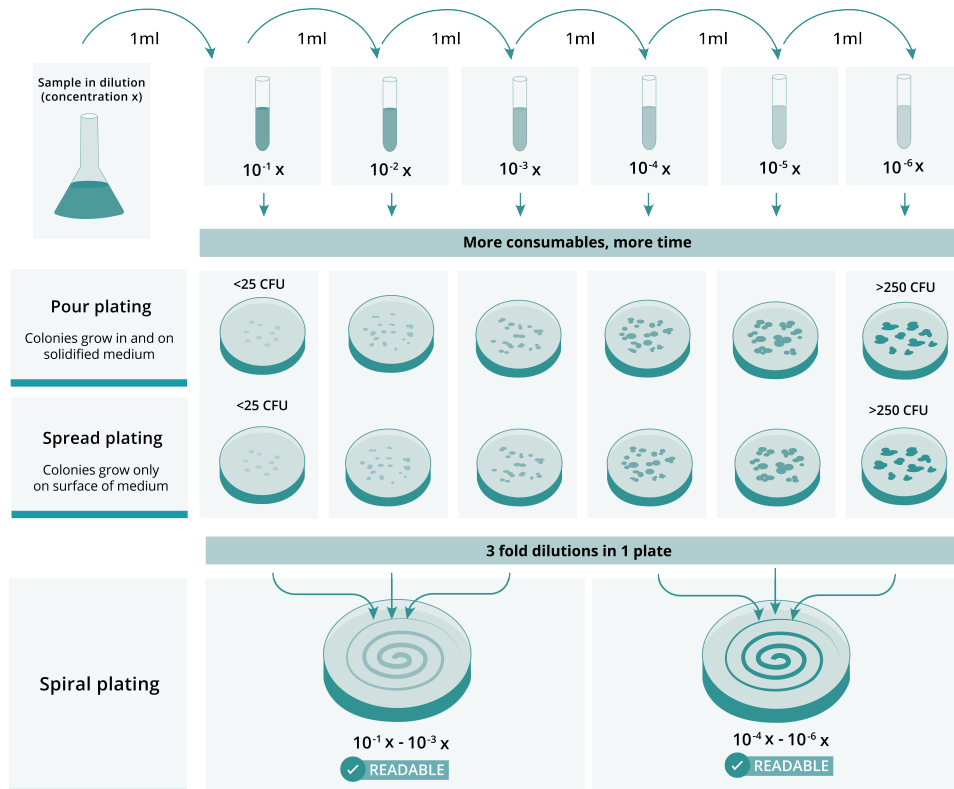 1ml 1ml 1ml 1ml 1ml 1ml
Sample in dilution
(concentration x)
10⁻¹ x 10⁻² x 10⁻³ x 10⁻⁴ x 10⁻⁵ x 10⁻⁶ x
More consumables, more time
Pour plating
Colonies grow in and on
solidified medium
<25 CFU >250 CFU
Spread plating
Colonies grow only
on surface of medium
<25 CFU >250 CFU
3 fold dilutions in 1 plate
Spiral plating
10⁻¹ x - 10⁻³ x 10⁻⁴ x - 10⁻⁶ x
READABLE READABLE